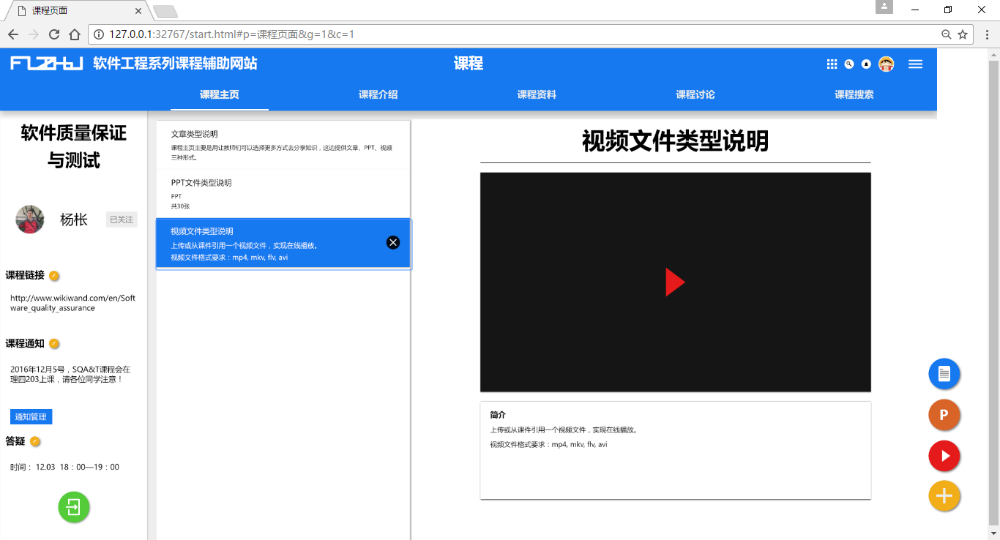 课程页面
127.0.0.1:32767/start.html#p=课程页面&g=1&c=1
软件工程系列课程辅助网站
课程
课程主页
课程介绍
课程资料
课程讨论
课程搜索
软件质量保证
与测试
杨枨
已关注
课程链接
http://www.wikiwand.com/en/Soft
ware_quality_assurance
课程通知
2016年12月5号，SQA&T课程会在
理四203上课，请各位同学注意！
通知管理
答疑
时间： 12.03 18：00—19：00
文章类型说明
课程主页主要是用让教师们可以选择更多方式去分享知识，这边提供文章、PPT、视频
三种形式。
PPT文件类型说明
PPT
共30张
视频文件类型说明
上传或从课件引用一个视频文件，实现在线播放。
视频文件格式要求：mp4, mkv, flv, avi
视频文件类型说明
简介
上传或从课件引用一个视频文件，实现在线播放。
视频文件格式要求：mp4, mkv, flv, avi
P